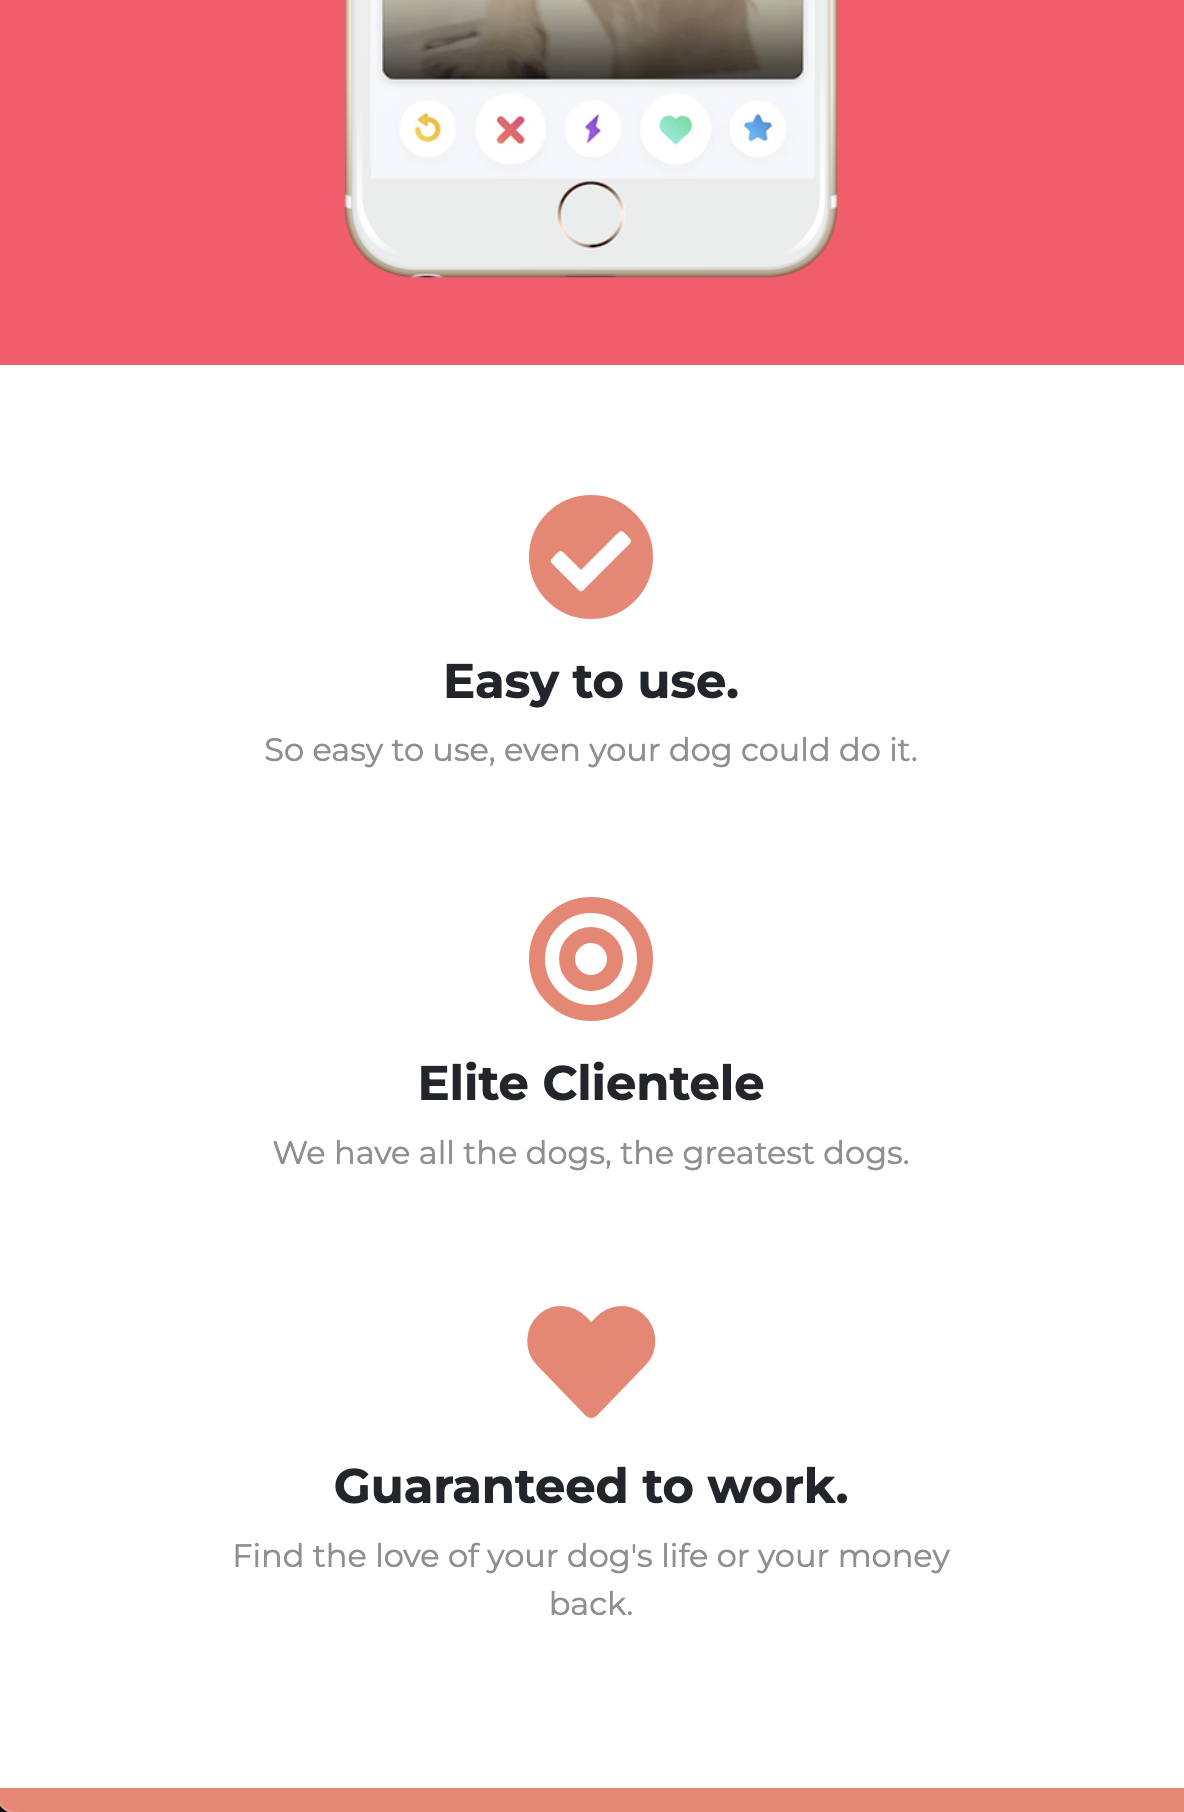 Easy to use.
So easy to use, even your dog could do it.
Elite Clientele
We have all the dogs, the greatest dogs.
Guaranteed to work.
Find the love of your dog's life or your money
back.